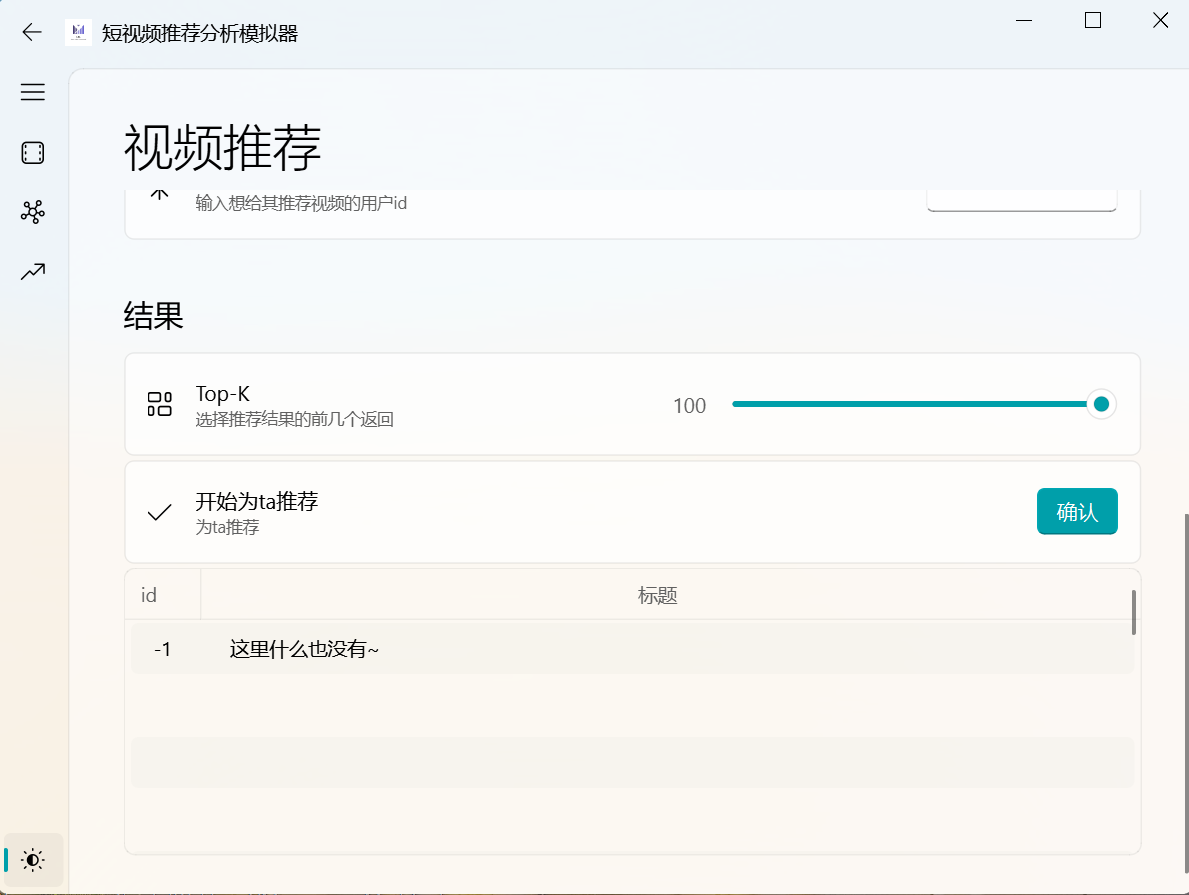 短视频推荐分析模拟器
视频推荐
输入想给其推荐视频的用户id
结果
Top-K
选择推荐结果的前几个返回
100
开始为ta推荐
为ta推荐
确认
id 标题
-1 这里什么也没有~